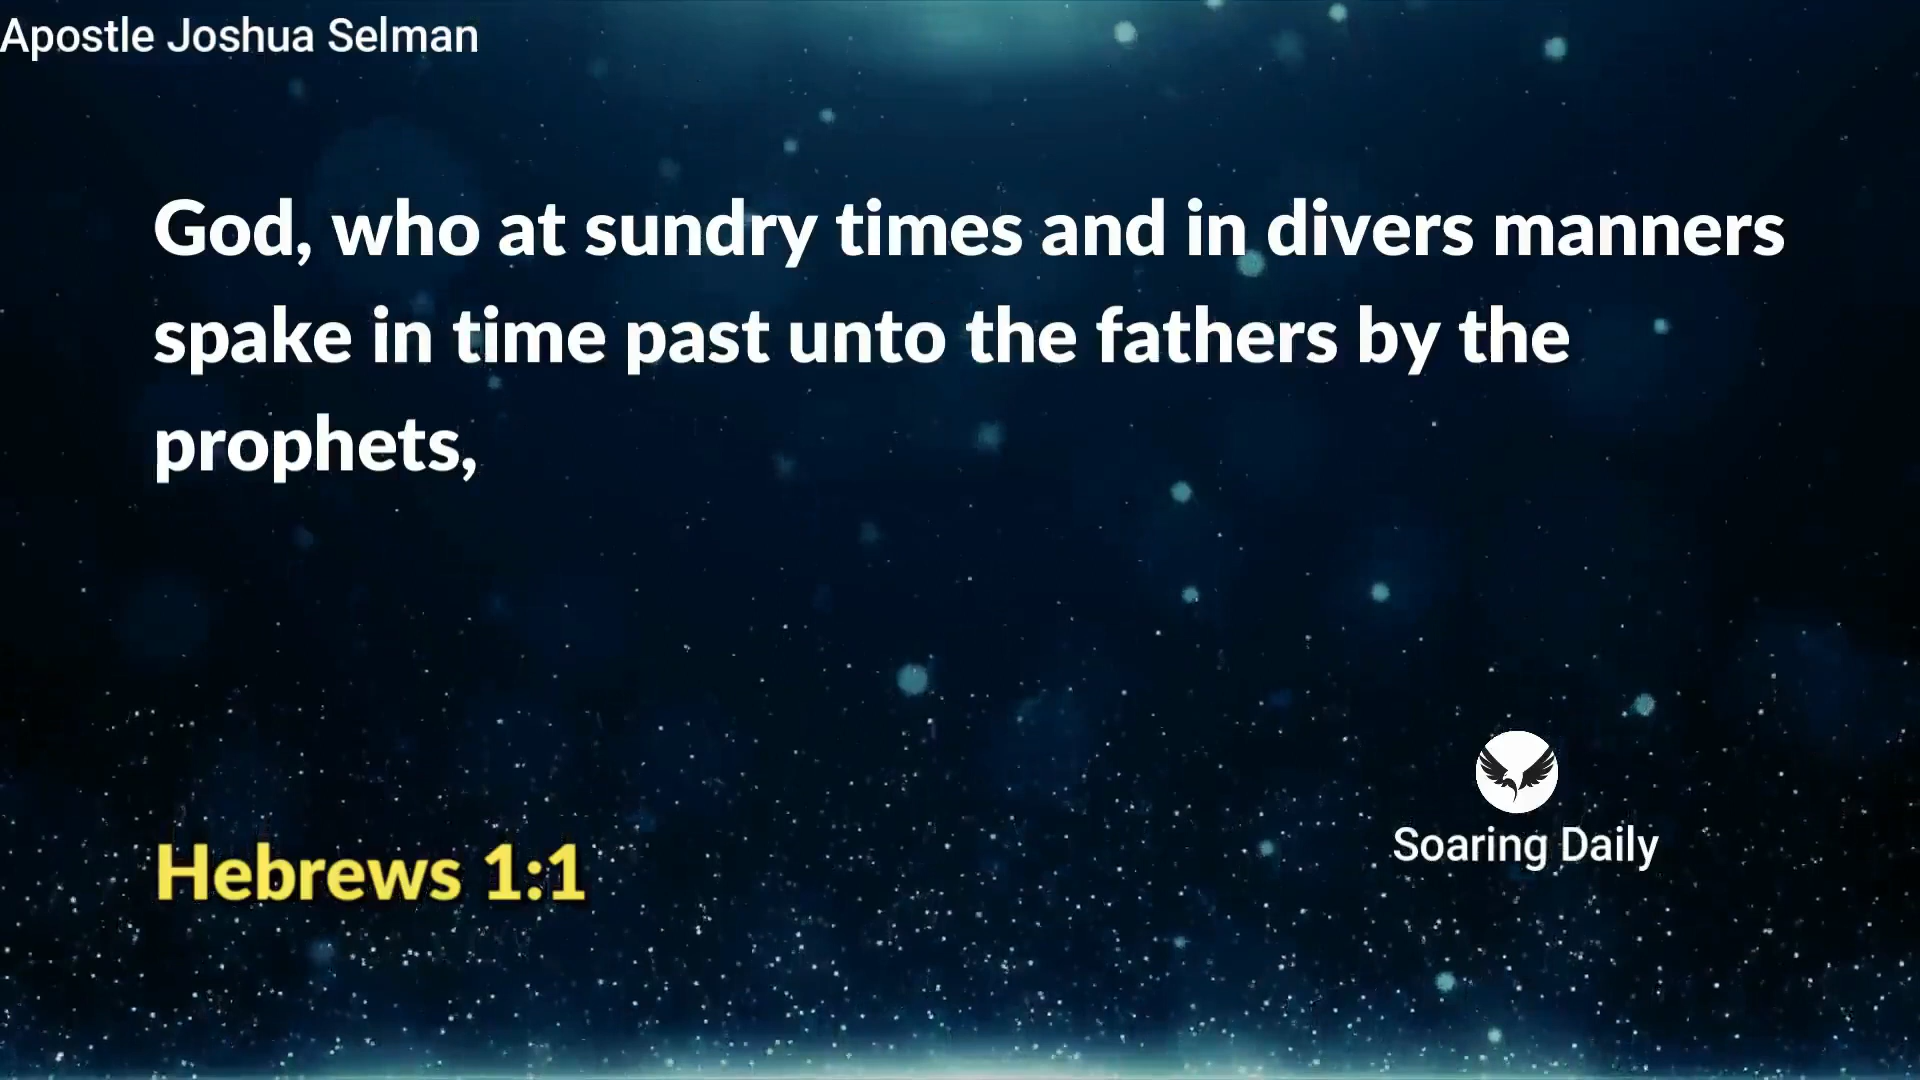 Apostle Joshua Selman
God, who at sundry times and in divers manners
spake in time past unto the fathers by the
prophets,
Hebrews 1:1
Soaring Daily